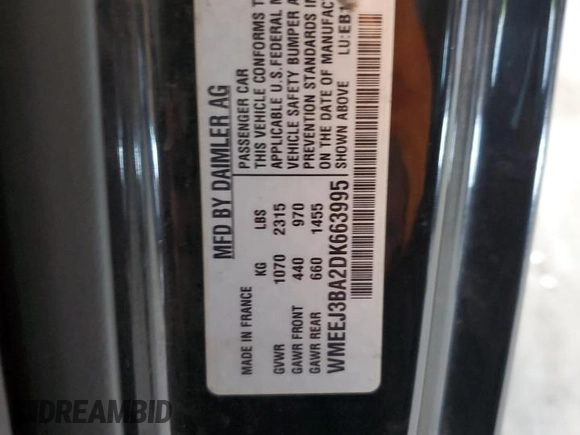 MFD BY DAIMLER AG
MADE IN FRANCE
KG LBS
GVWR 1070 2315
GAWR FRONT 440 970
GAWR REAR 660 1455
WMEEJ3BA2DK663995
PASSENGER CAR
THIS VEHICLE CONFORMS
APPLICABLE U.S.FEDERAL
VEHICLE SAFETY BUMPER
PREVENTION STANDARDS
ON THE DATE OF
SHOWN ABOVE LU:
DREAMBID